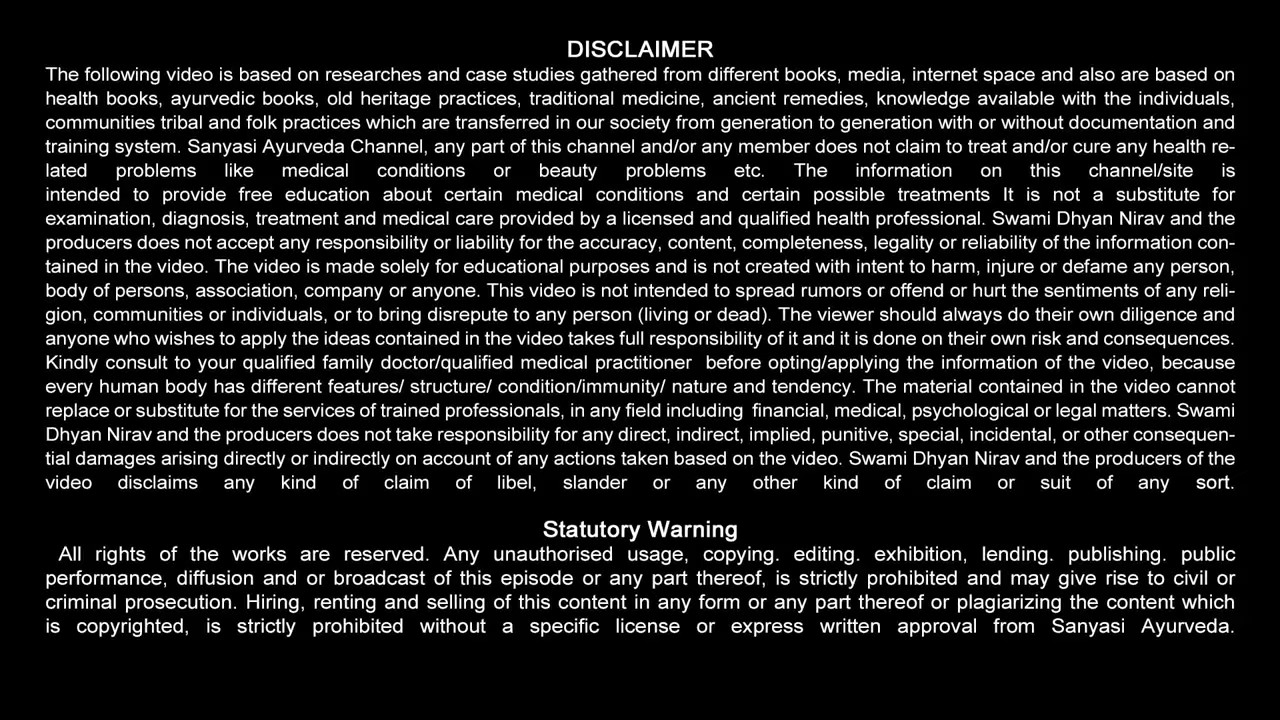 DISCLAIMER
The following video is based on researches and case studies gathered from different books, media, internet space and also are based on
health books, ayurvedic books, old heritage practices, traditional medicine, ancient remedies, knowledge available with the individuals,
communities tribal and folk practices which are transferred in our society from generation to generation with or without documentation and
training system. Sanyasi Ayurveda Channel, any part of this channel and/or any member does not claim to treat and/or cure any health re-
lated problems like medical conditions or beauty problems etc. The information on this channel/site is
intended to provide free education about certain medical conditions and certain possible treatments It is not a substitute for
examination, diagnosis, treatment and medical care provided by a licensed and qualified health professional. Swami Dhyan Nirav and the
producers does not accept any responsibility or liability for the accuracy, content, completeness, legality or reliability of the information con-
tained in the video. The video is made solely for educational purposes and is not created with intent to harm, injure or defame any person,
body of persons, association, company or anyone. This video is not intended to spread rumors or offend or hurt the sentiments of any reli-
gion, communities or individuals, or to bring disrepute to any person (living or dead). The viewer should always do their own diligence and
anyone who wishes to apply the ideas contained in the video takes full responsibility of it and it is done on their own risk and consequences.
Kindly consult to your qualified family doctor/qualified medical practitioner before opting/applying the information of the video, because
every human body has different features/ structure/ condition/immunity/ nature and tendency. The material contained in the video cannot
replace or substitute for the services of trained professionals, in any field including financial, medical, psychological or legal matters. Swami
Dhyan Nirav and the producers does not take responsibility for any direct, indirect, implied, punitive, special, incidental, or other consequen-
tial damages arising directly or indirectly on account of any actions taken based on the video. Swami Dhyan Nirav and the producers of the
video disclaims any kind of claim of libel, slander or any other kind of claim or suit of any sort.
Statutory Warning
All rights of the works are reserved. Any unauthorised usage, copying. editing. exhibition, lending. publishing. public
performance, diffusion and or broadcast of this episode or any part thereof, is strictly prohibited and may give rise to civil or
criminal prosecution. Hiring, renting and selling of this content in any form or any part thereof or plagiarizing the content which
is copyrighted, is strictly prohibited without a specific license or express written approval from Sanyasi Ayurveda.